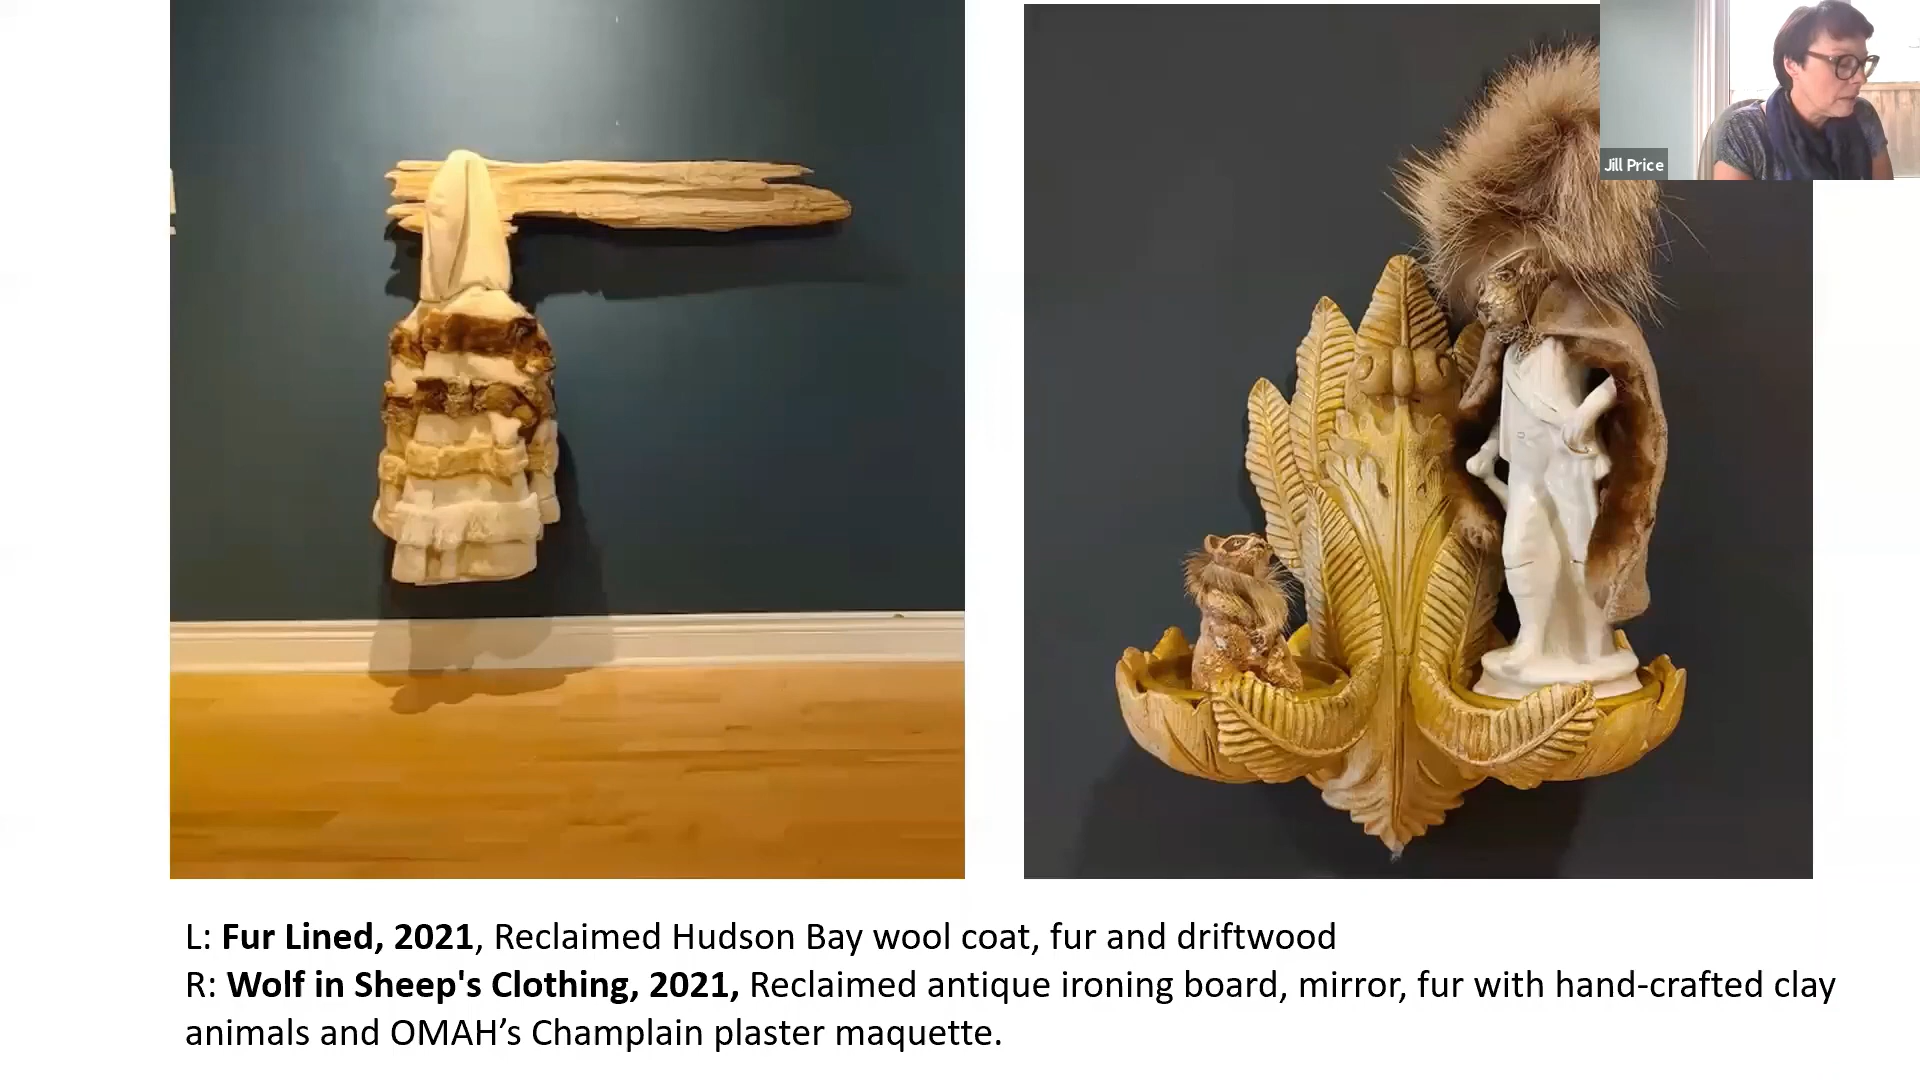 Jill Price
L: Fur Lined, 2021, Reclaimed Hudson Bay wool coat, fur and driftwood
R: Wolf in Sheep's Clothing, 2021, Reclaimed antique ironing board, mirror, fur with hand-crafted clay
animals and OMAH’s Champlain plaster maquette.